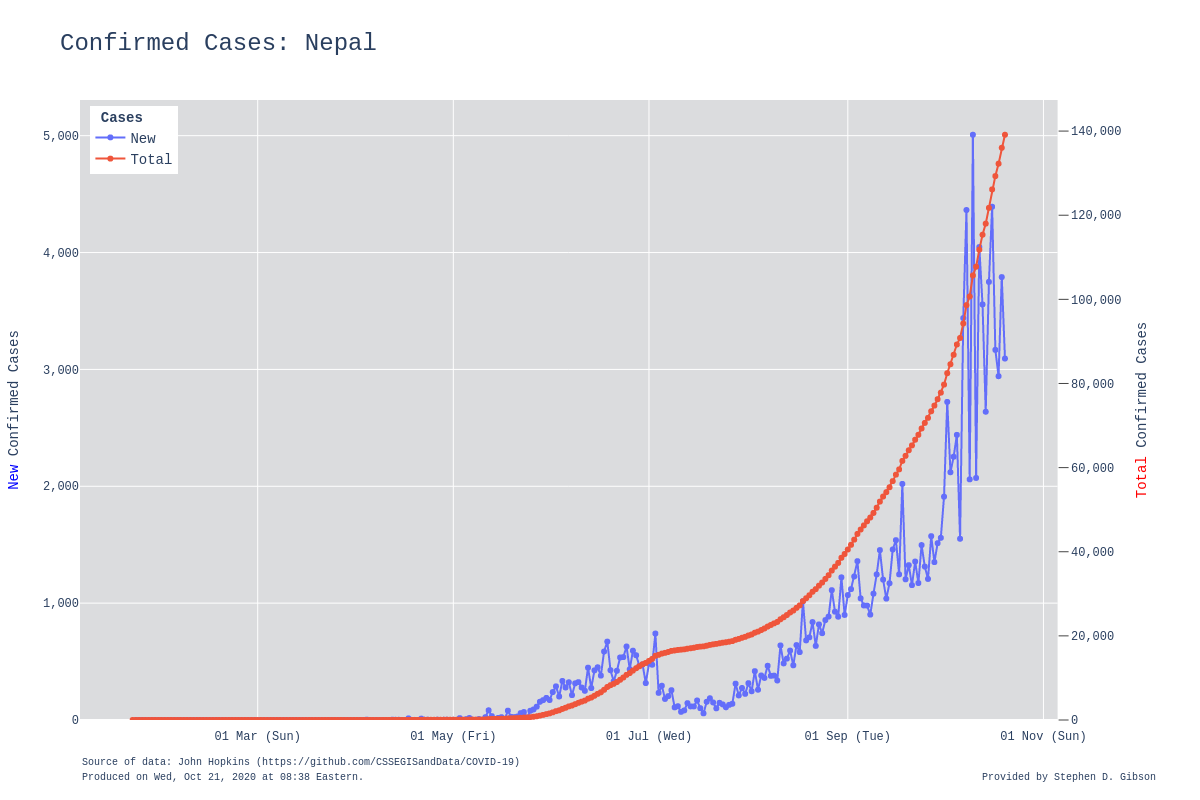 Confirmed Cases: Nepal
Cases
New
Total
5,000
4,000
3,000
2,000
1,000
0
New Confirmed Cases
140,000
120,000
100,000
80,000
60,000
40,000
20,000
0
Total Confirmed Cases
01 Mar (Sun)
01 May (Fri)
01 Jul (Wed)
01 Sep (Tue)
01 Nov (Sun)
Source of data: John Hopkins (https://github.com/CSSEGISandData/COVID-19)
Produced on Wed, Oct 21, 2020 at 08:38 Eastern.
Provided by Stephen D. Gibson